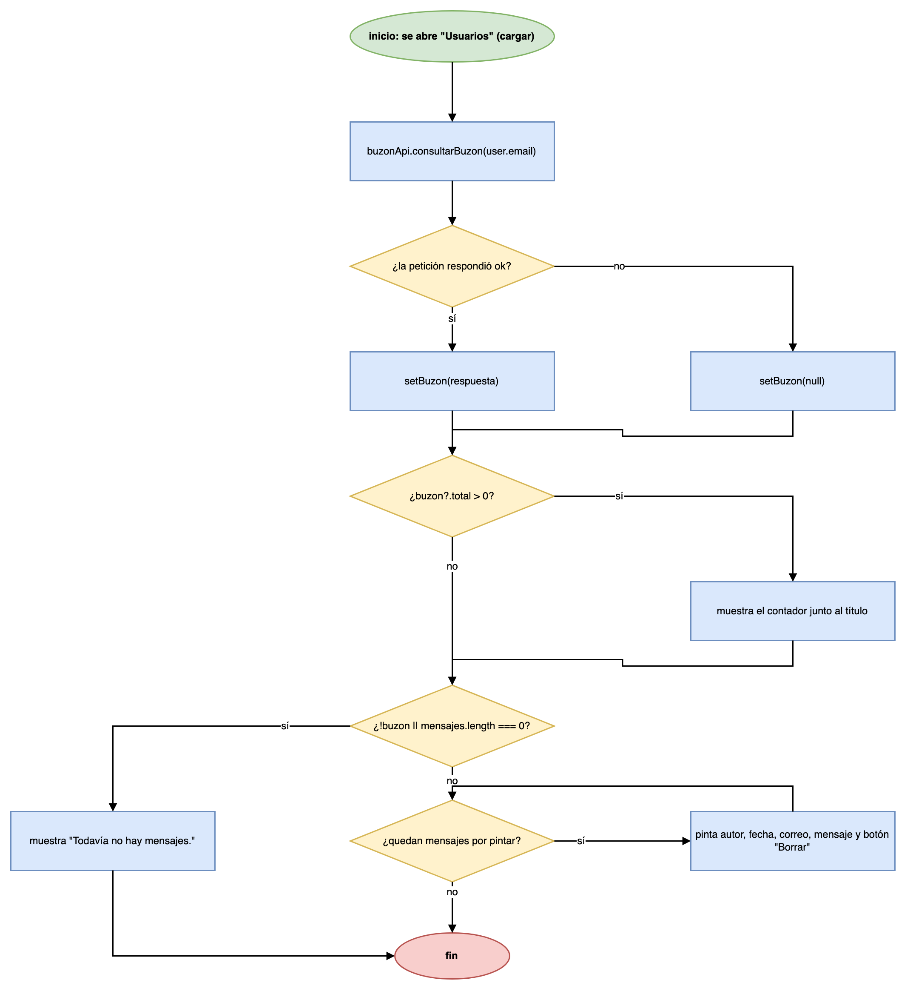 inicio: se abre "Usuarios" (cargar)
buzonApi.consultarBuzon(user.email)
¿la petición respondió ok?
no
sí
setBuzon(respuesta)
setBuzon(null)
¿buzon?.total > 0?
sí
no
muestra el contador junto al título
¿!buzon || mensajes.length === 0?
sí
no
muestra "Todavía no hay mensajes."
¿quedan mensajes por pintar?
sí
pinta autor, fecha, correo, mensaje y botón
"Borrar"
no
fin